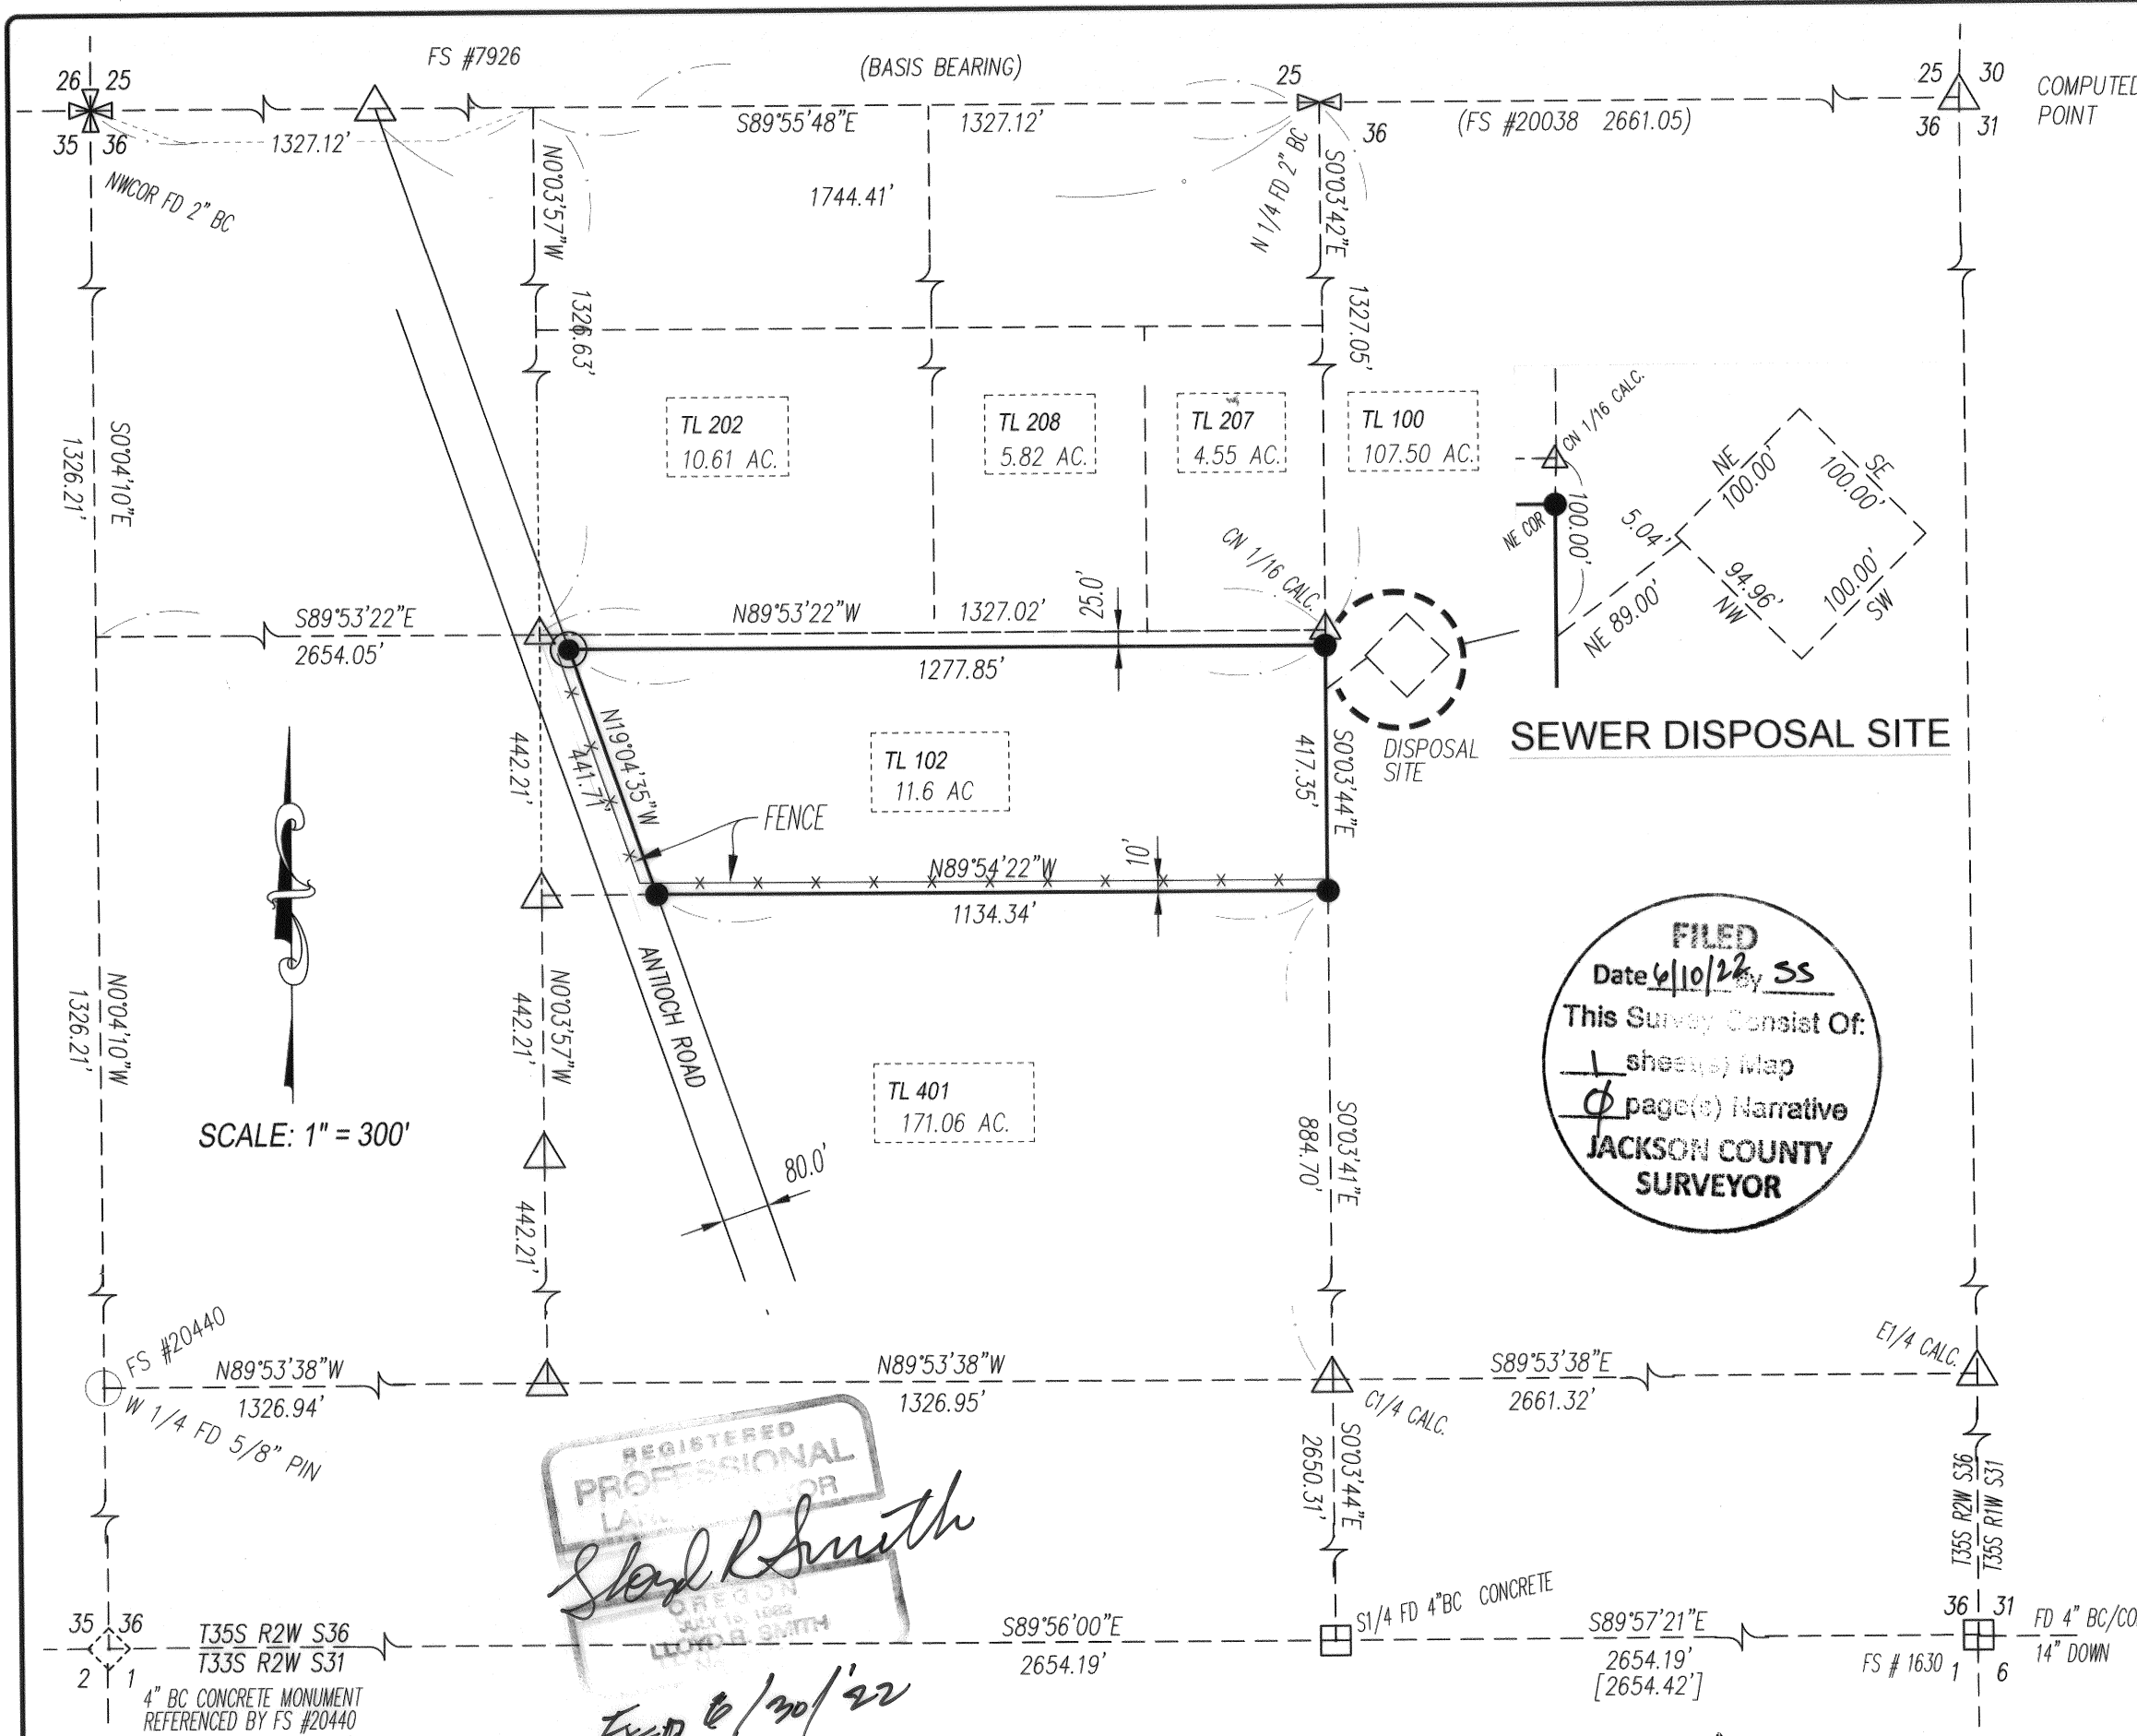 FS #7926
(BASIS BEARING)
26 25
35 36
25
36
25 30
36 31
COMPUTED
POINT
1327.12'
S89°55'48"E 1327.12'
(FS #20038 2661.05)
NWCOR FD 2" BC
N0°03'57"W
1326.63'
1744.41'
N 1/4 FD 2" BC
S0°03'42"E
1327.05'
S0°04'10"E
1326.21'
TL 202
10.61 AC.
TL 208
5.82 AC.
TL 207
4.55 AC.
TL 100
107.50 AC.
CN 1/16 CALC.
NE COR
100.00'
NE
100.00'
SE
100.00'
5.04'
94.96'
NW
100.00'
SW
NE 89.00'
SEWER DISPOSAL SITE
CN 1/16 CALC.
S89°53'22"E
2654.05'
N89°53'22"W 1327.02'
25.0'
1277.85'
DISPOSAL
SITE
442.21'
N19°04'35"W
441.71'
TL 102
11.6 AC
S0°03'44"E
417.35'
FENCE
N89°54'22"W
10'
1134.34'
SCALE: 1" = 300'
N0°04'10"W
1326.21'
N0°03'57"W
442.21'
442.21'
ANTIOCH ROAD
80.0'
TL 401
171.06 AC.
S0°03'41"E
884.70'
FILED
Date 6/10/22 By SS
This Survey Consist Of:
1 sheet(s) Map
0 page(s) Narrative
JACKSON COUNTY
SURVEYOR
FS #20440
W 1/4 FD 5/8" PIN
N89°53'38"W
1326.94'
N89°53'38"W
1326.95'
C1/4 CALC.
S89°53'38"E
2661.32'
E1/4 CALC.
S0°03'44"E
2650.31'
T35S R2W S36
T35S R1W S31
REGISTERED
PROFESSIONAL
LAND SURVEYOR
Lloyd R Smith
OREGON
LLOYD R. SMITH
EXP 6/30/'22
35 36
2 1
T35S R2W S36
T33S R2W S31
4" BC CONCRETE MONUMENT
REFERENCED BY FS #20440
S89°56'00"E
2654.19'
S1/4 FD 4"BC CONCRETE
S89°57'21"E
2654.19'
[2654.42']
FS # 1630
36 31
1 6
FD 4" BC/CO
14" DOWN